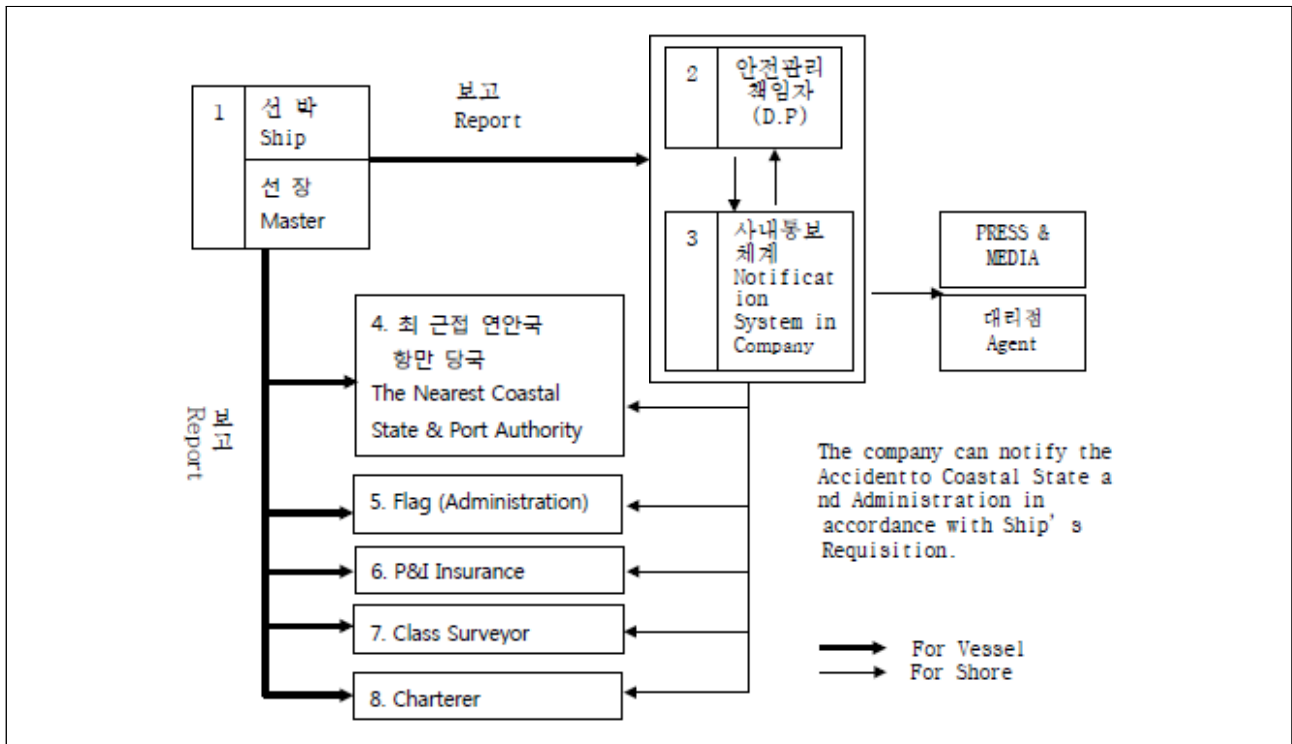 1
선 박
Ship
선 장
Master
보고
Report
2
안전관리
책임자
(D.P)
3
사내통보
체계
Notificat
ion
System in
Company
PRESS &
MEDIA
대리점
Agent
보고
Report
4. 최 근접 연안국
항만 당국
The Nearest Coastal
State & Port Authority
5. Flag (Administration)
6. P&I Insurance
7. Class Surveyor
8. Charterer
The company can notify the
Accidentto Coastal State a
nd Administration in
accordance with Ship’s
Requisition.
For Vessel
For Shore